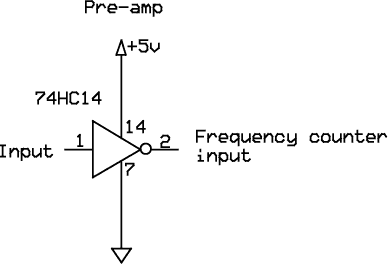 Pre-amp
+5v
74HC14
14
Input
1
2
Frequency counter
input
7